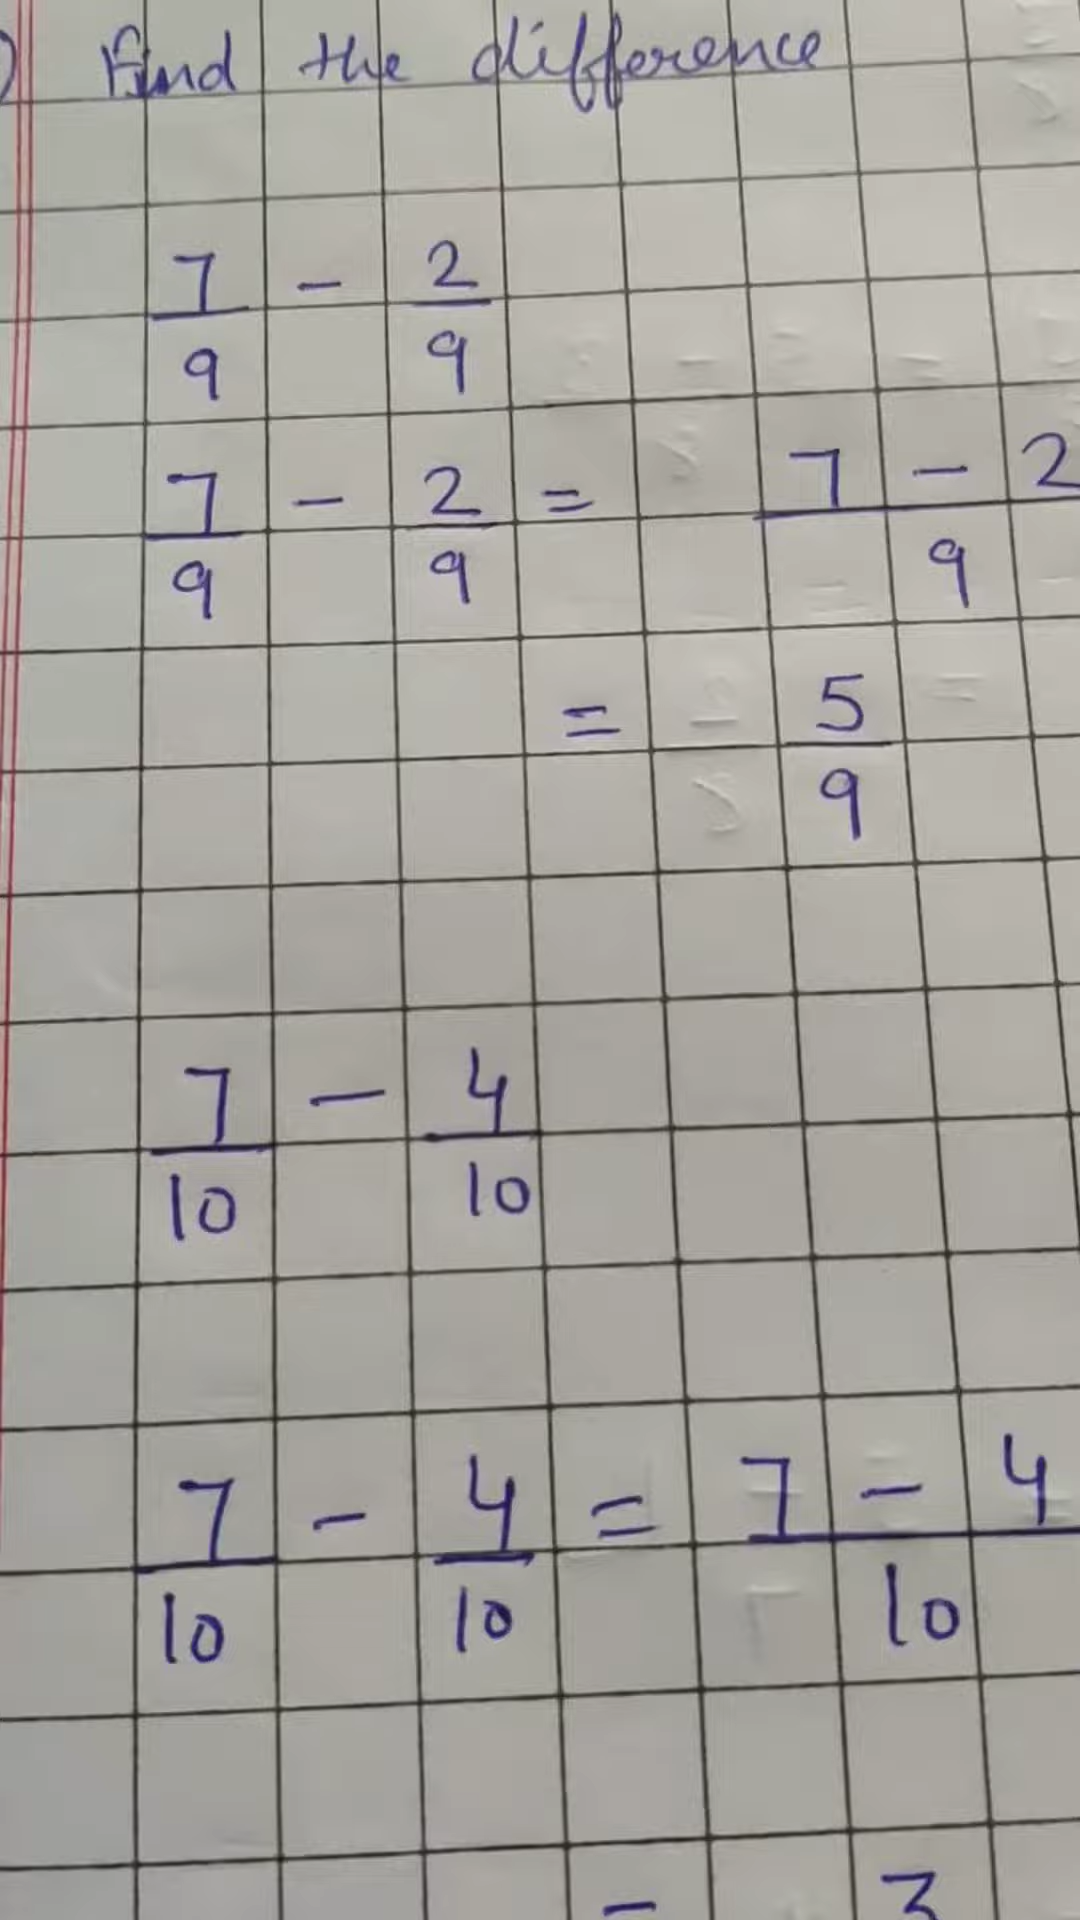 ) Find the difference
7/9 - 2/9
7/9 - 2/9 = 7 - 2/9
= 5/9
7/10 - 4/10
7/10 - 4/10 = 7 - 4/10
3